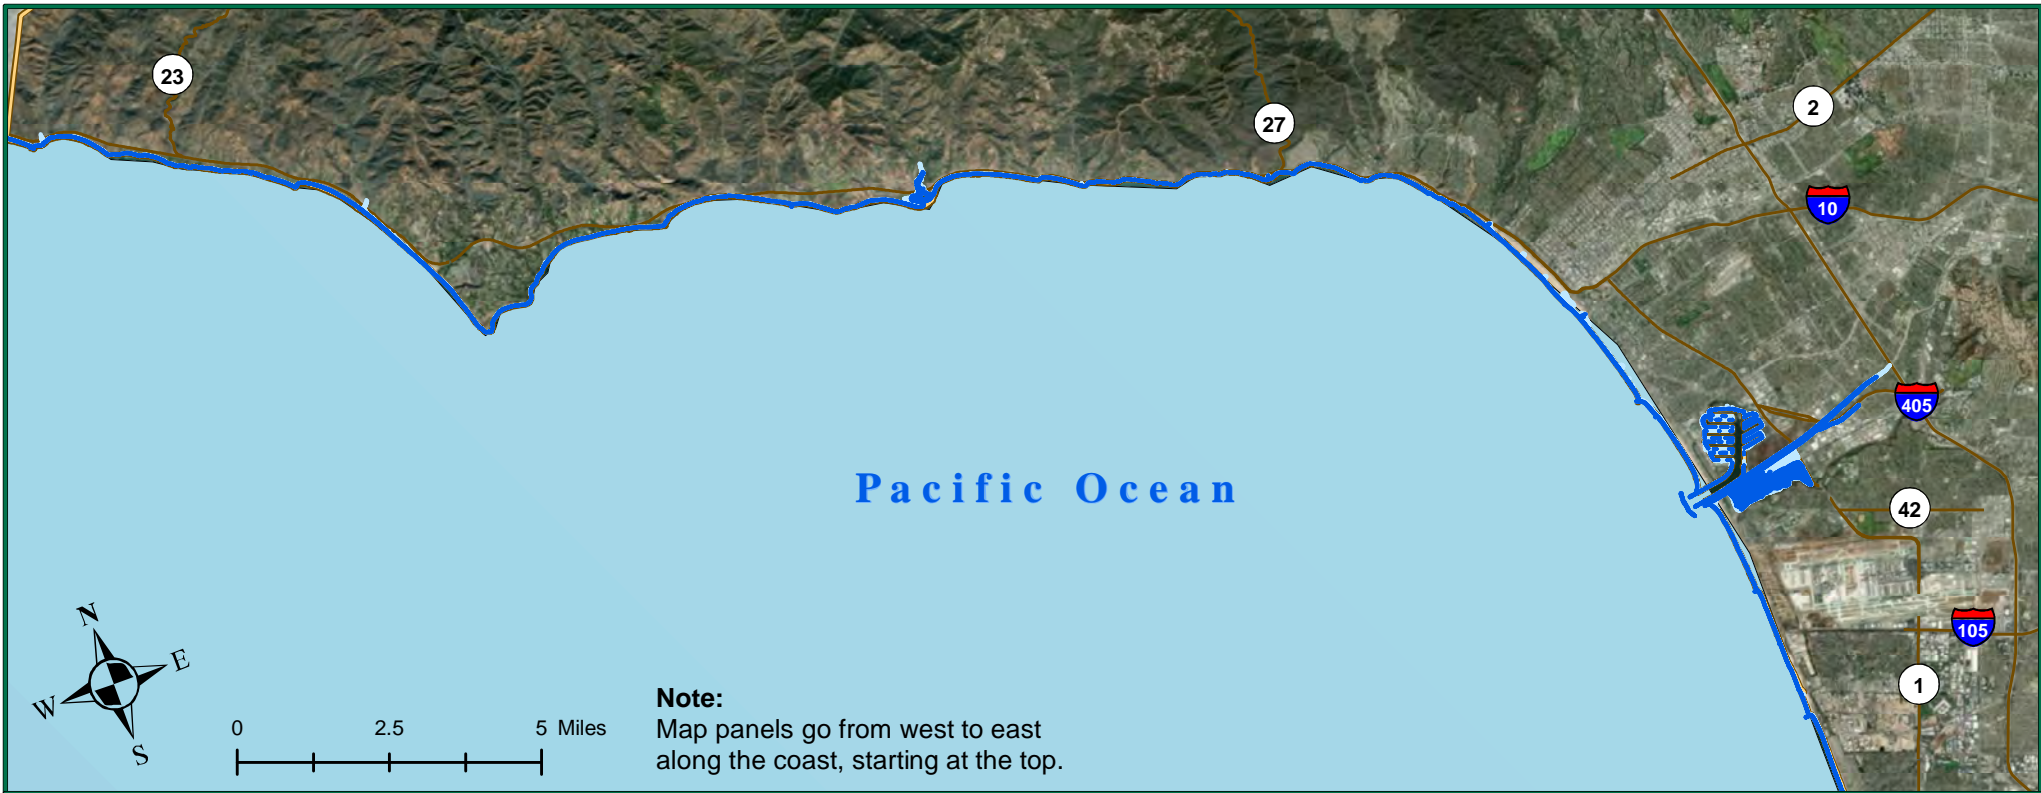 23
27
2
10
405
Pacific Ocean
42
105
1
N
E
W
S
0 2.5 5 Miles
Note:
Map panels go from west to east
along the coast, starting at the top.